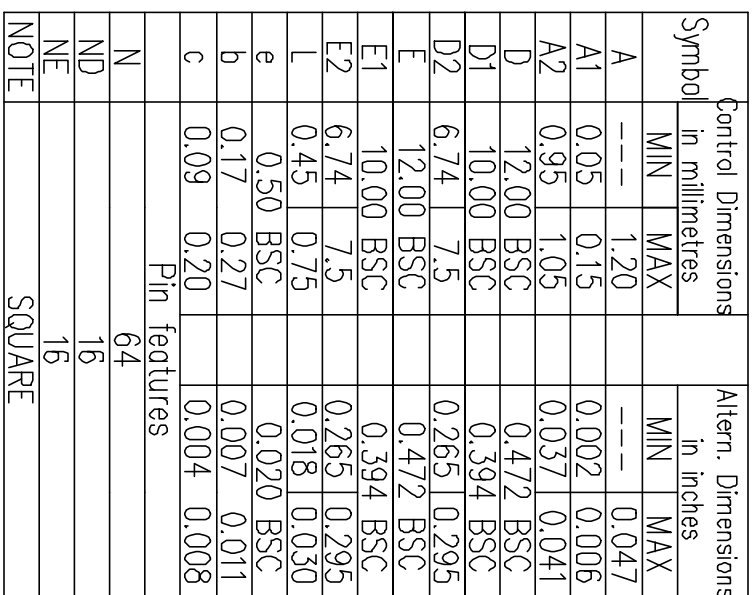 Symbol Control Dimensions in millimetres Altern. Dimensions in inches
MIN MAX MIN MAX
A --- 1.20 --- 0.047
A1 0.05 0.15 0.002 0.006
A2 0.95 1.05 0.037 0.041
D 12.00 BSC 0.472 BSC
D1 10.00 BSC 0.394 BSC
D2 6.74 7.5 0.265 0.295
E 12.00 BSC 0.472 BSC
E1 10.00 BSC 0.394 BSC
E2 6.74 7.5 0.265 0.295
L 0.45 0.75 0.018 0.030
e 0.50 BSC 0.020 BSC
b 0.17 0.27 0.007 0.011
c 0.09 0.20 0.004 0.008
Pin features
N 64
ND 16
NE 16
NOTE SQUARE